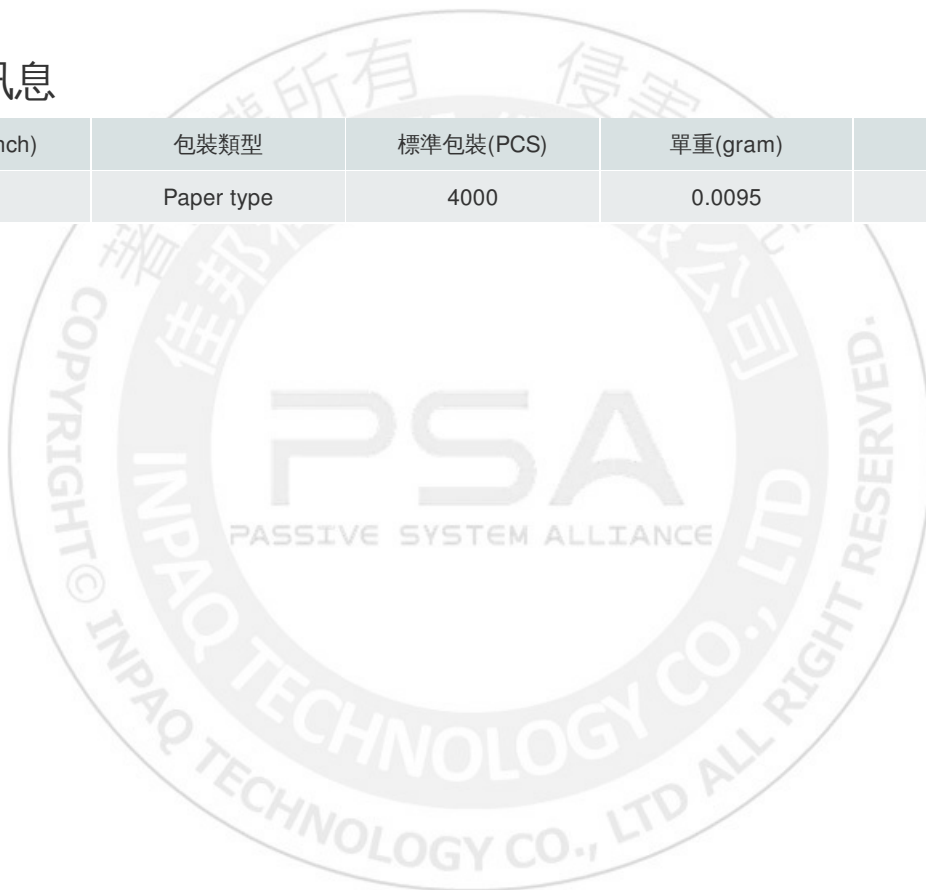 訊息
nch) 包裝類型 標準包裝(PCS) 單重(gram)
Paper type 4000 0.0095
所有 侵害
COPYRIGHT © INPAQ TECHNOLOGY CO., LTD ALL RIGHT RESERVED.
INPAQ TECHNOLOGY CO., LTD
PSA
PASSIVE SYSTEM ALLIANCE